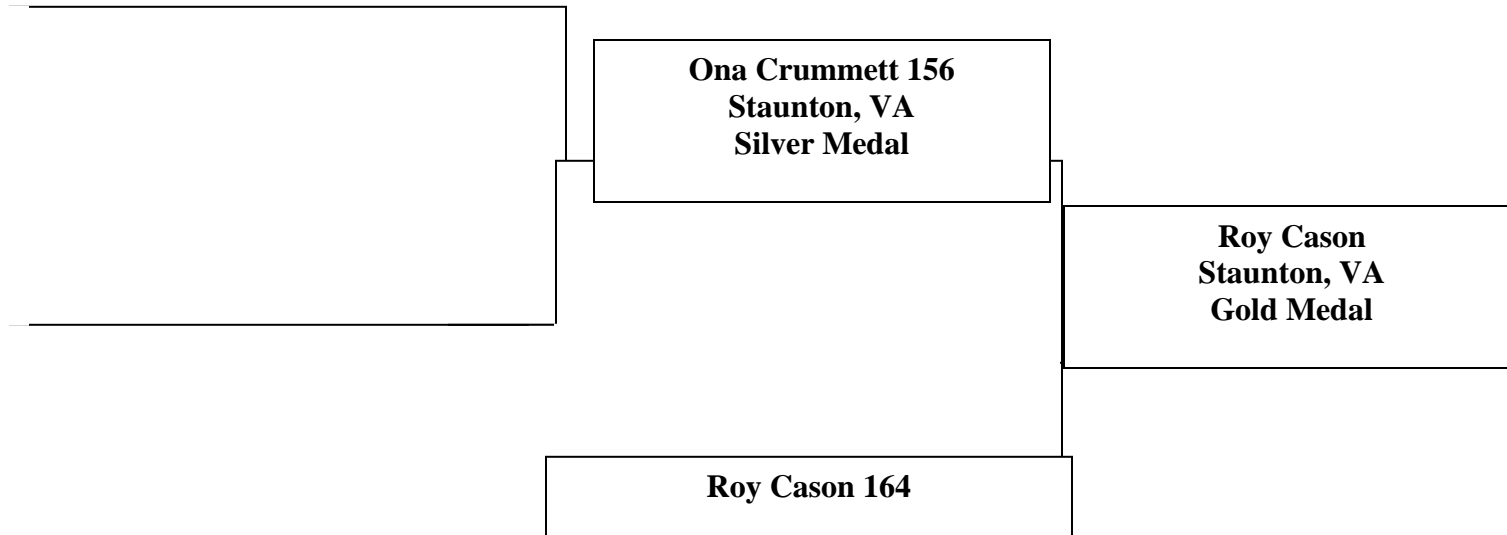 Ona Crummett 156
Staunton, VA
Silver Medal
Roy Cason
Staunton, VA
Gold Medal
Roy Cason 164